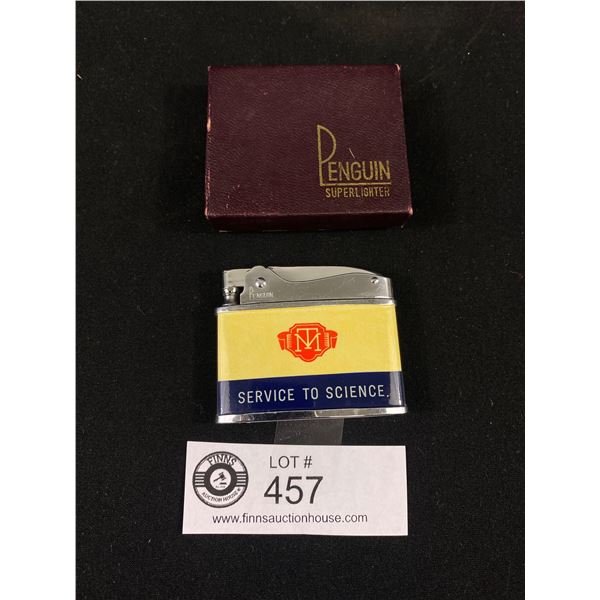 PENGUIN
SUPERLIGHTER
PENGUIN
TM
SERVICE TO SCIENCE.
FINNS
AUCTION HOUSE
LOT #
457
www.finnsauctionhouse.com